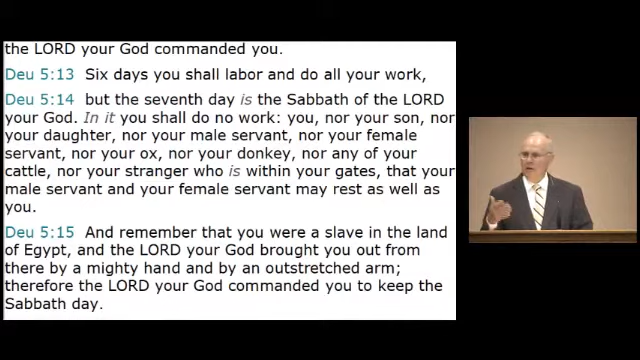 the LORD your God commanded you.
Deu 5:13 Six days you shall labor and do all your work,
Deu 5:14 but the seventh day is the Sabbath of the LORD
your God. In it you shall do no work: you, nor your son, nor
your daughter, nor your male servant, nor your female
servant, nor your ox, nor your donkey, nor any of your
cattle, nor your stranger who is within your gates, that your
male servant and your female servant may rest as well as
you.
Deu 5:15 And remember that you were a slave in the land
of Egypt, and the LORD your God brought you out from
there by a mighty hand and by an outstretched arm;
therefore the LORD your God commanded you to keep the
Sabbath day.